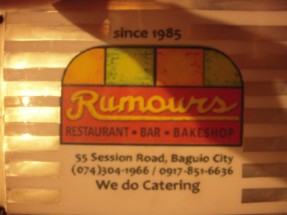 since 1985
Rumours
RESTAURANT • BAR • BAKESHOP
55 Session Road, Baguio City
(074)304-1966 / 0917-851-6636
We do Catering